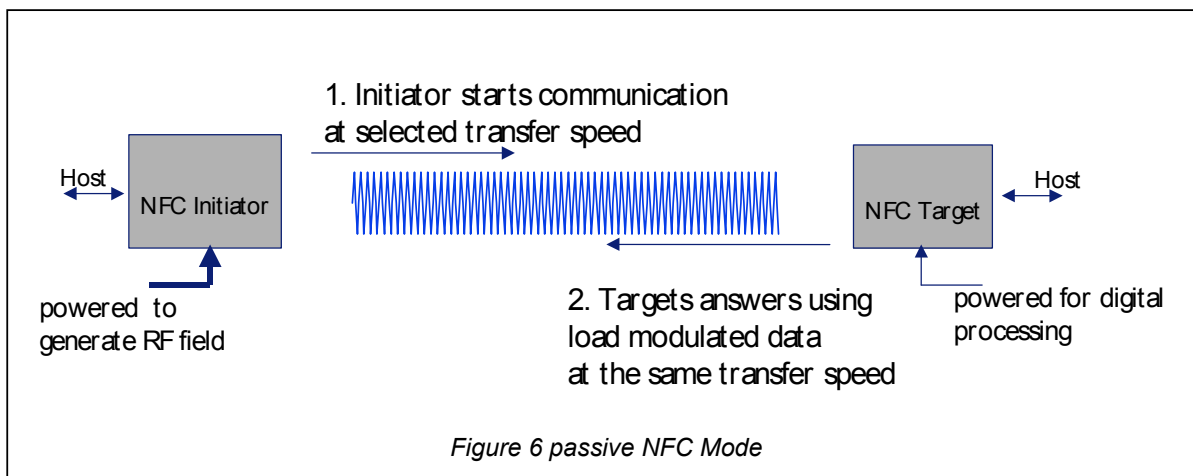 1. Initiator starts communication
at selected transfer speed
Host
NFC Initiator
Host
NFC Target
powered to
generate RF field
2. Targets answers using
load modulated data
at the same transfer speed
powered for digital
processing
Figure 6 passive NFC Mode